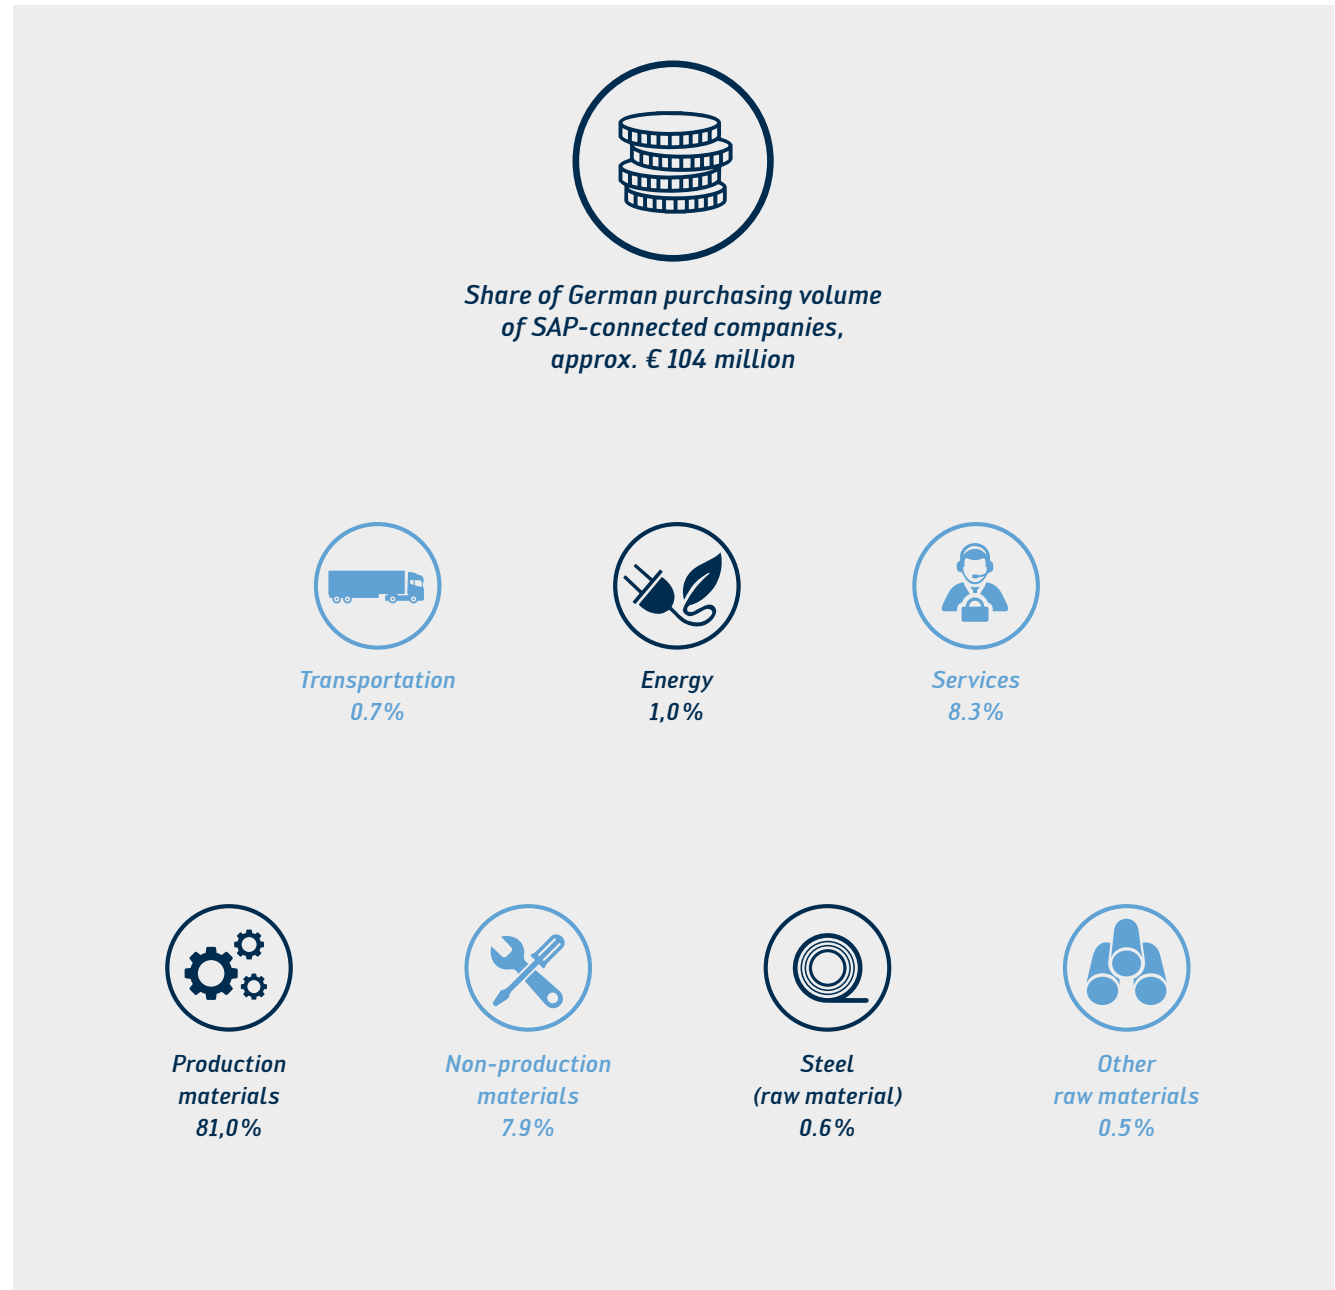 Share of German purchasing volume
of SAP-connected companies,
approx. € 104 million
Transportation
0.7%
Energy
1,0%
Services
8.3%
Production
materials
81,0%
Non-production
materials
7.9%
Steel
(raw material)
0.6%
Other
raw materials
0.5%